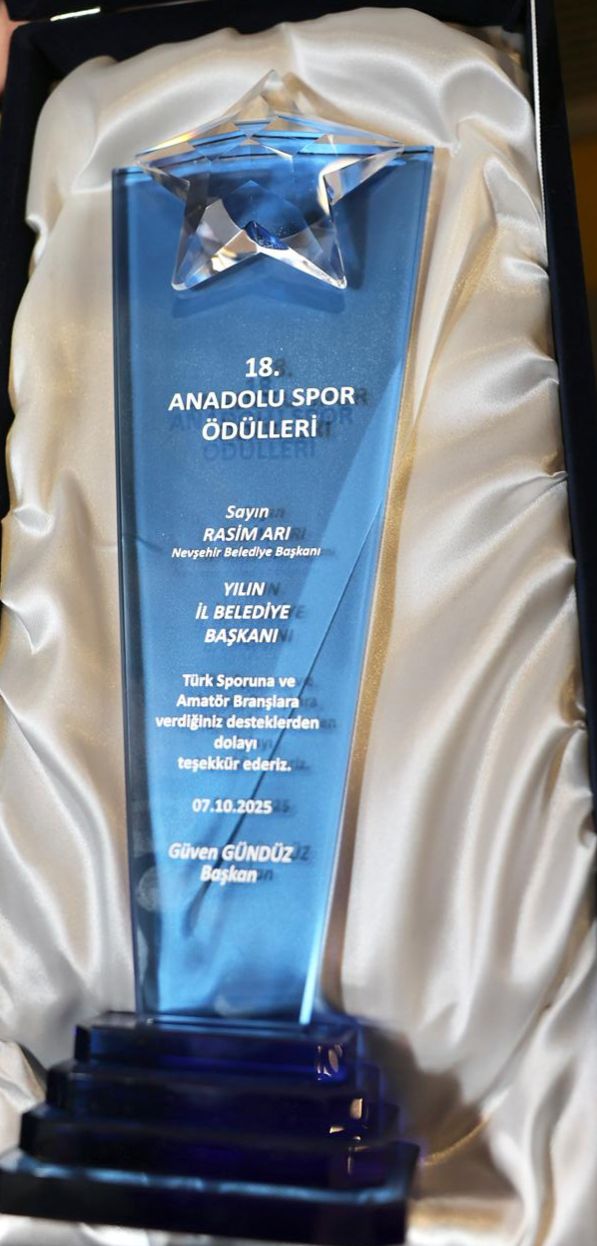 18.
ANADOLU SPOR
ÖDÜLLERİ
Sayın
RASİM ARI
Nevşehir Belediye Başkanı
YILIN
İL BELEDİYE
BAŞKANI
Türk Sporuna ve
Amatör Branşlara
verdiğiniz desteklerden
dolayı
teşekkür ederiz.
07.10.2025
Güven GÜNDÜZ
Başkan